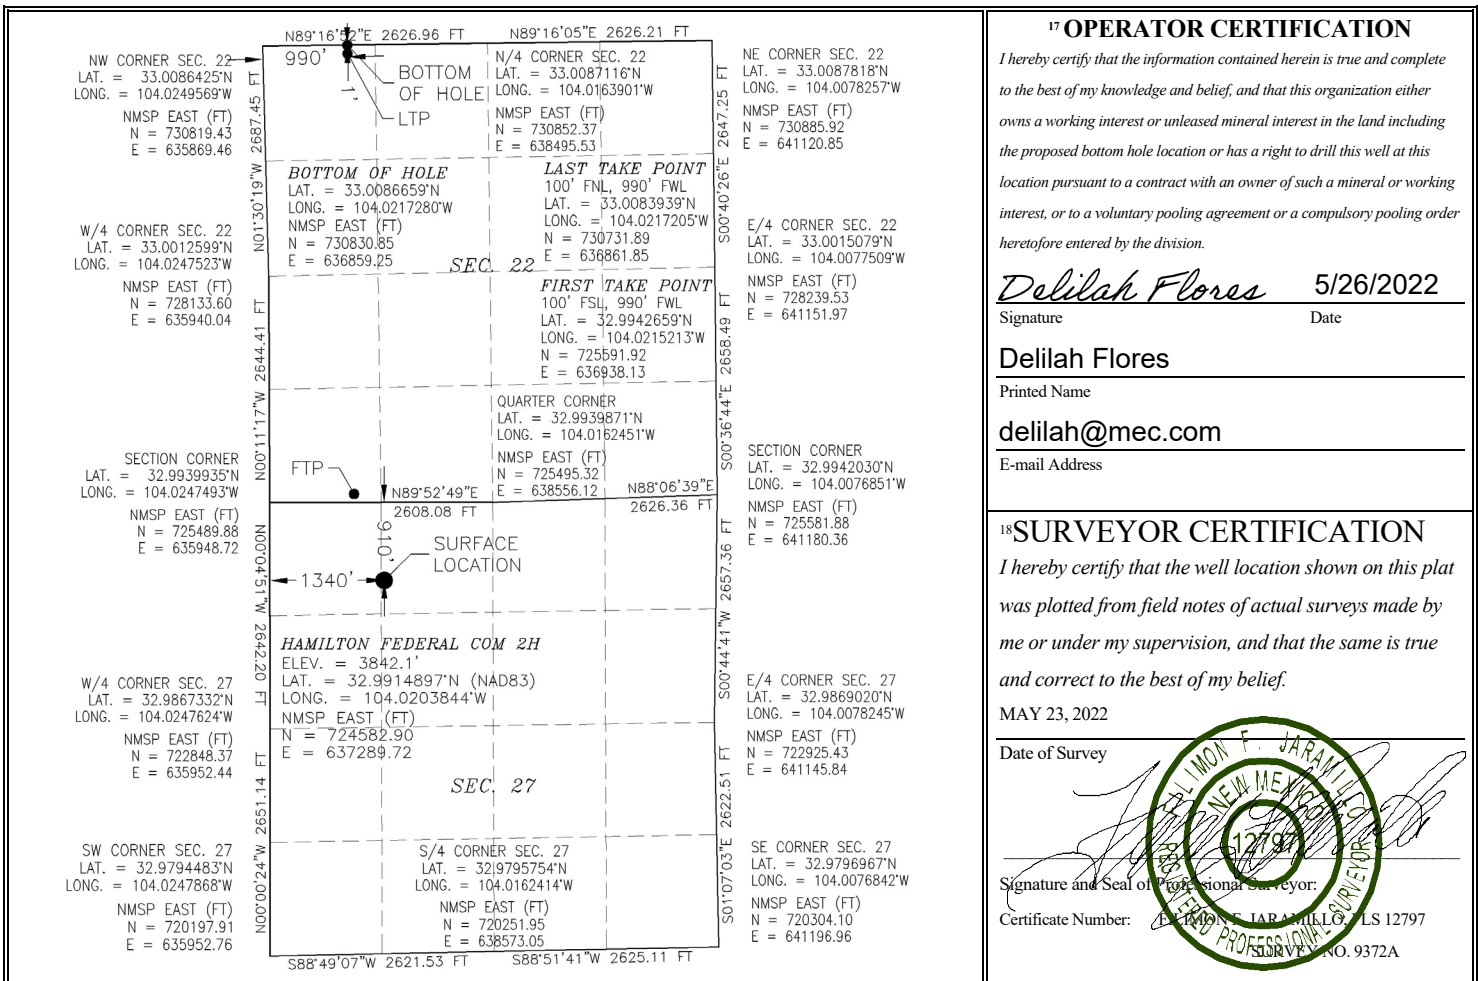 N89°16'52"E 2626.96 FT
N89°16'05"E 2626.21 FT
990'
1'
BOTTOM
OF HOLE
LTP
NW CORNER SEC. 22
LAT. = 33.0086425°N
LONG. = 104.0249569°W
NMSP EAST (FT)
N = 730819.43
E = 635869.46
N/4 CORNER SEC. 22
LAT. = 33.0087116°N
LONG. = 104.0163901°W
NMSP EAST (FT)
N = 730852.37
E = 638495.53
NE CORNER SEC. 22
LAT. = 33.0087818°N
LONG. = 104.0078257°W
NMSP EAST (FT)
N = 730885.92
E = 641120.85
N01°30'19"W 2687.45 FT
S00°40'26"E 2647.25 FT
BOTTOM OF HOLE
LAT. = 33.0086659°N
LONG. = 104.0217280°W
NMSP EAST (FT)
N = 730830.85
E = 636859.25
LAST TAKE POINT
100' FNL, 990' FWL
LAT. = 33.0083939°N
LONG. = 104.0217205°W
N = 730731.89
E = 636861.85
SEC. 22
W/4 CORNER SEC. 22
LAT. = 33.0012599°N
LONG. = 104.0247523°W
NMSP EAST (FT)
N = 728133.60
E = 635940.04
FIRST TAKE POINT
100' FSL, 990' FWL
LAT. = 32.9942659°N
LONG. = 104.0215213°W
N = 725591.92
E = 636938.13
E/4 CORNER SEC. 22
LAT. = 33.0015079°N
LONG. = 104.0077509°W
NMSP EAST (FT)
N = 728239.53
E = 641151.97
N00°11'17"W 2644.41 FT
S00°36'44"E 2658.49 FT
QUARTER CORNER
LAT. = 32.9939871°N
LONG. = 104.0162451°W
NMSP EAST (FT)
N = 725495.32
E = 638556.12
SECTION CORNER
LAT. = 32.9939935°N
LONG. = 104.0247493°W
NMSP EAST (FT)
N = 725489.88
E = 635948.72
FTP
N89°52'49"E
2608.08 FT
N88°06'39"E
2626.36 FT
SECTION CORNER
LAT. = 32.9942030°N
LONG. = 104.0076851°W
NMSP EAST (FT)
N = 725581.88
E = 641180.36
910'
SURFACE
LOCATION
1340'
N00°04'51"W 2642.20 FT
S00°44'41"W 2657.36 FT
HAMILTON FEDERAL COM 2H
ELEV. = 3842.1'
LAT. = 32.9914897°N (NAD83)
LONG. = 104.0203844°W
NMSP EAST (FT)
N = 724582.90
E = 637289.72
W/4 CORNER SEC. 27
LAT. = 32.9867332°N
LONG. = 104.0247624°W
NMSP EAST (FT)
N = 722848.37
E = 635952.44
E/4 CORNER SEC. 27
LAT. = 32.9869020°N
LONG. = 104.0078245°W
NMSP EAST (FT)
N = 722925.43
E = 641145.84
SEC. 27
N00°00'24"W 2651.14 FT
S01°07'03"E 2622.51 FT
SW CORNER SEC. 27
LAT. = 32.9794483°N
LONG. = 104.0247868°W
NMSP EAST (FT)
N = 720197.91
E = 635952.76
S/4 CORNER SEC. 27
LAT. = 32.9795754°N
LONG. = 104.0162414°W
NMSP EAST (FT)
N = 720251.95
E = 638573.05
SE CORNER SEC. 27
LAT. = 32.9796967°N
LONG. = 104.0076842°W
NMSP EAST (FT)
N = 720304.10
E = 641196.96
S88°49'07"W 2621.53 FT
S88°51'41"W 2625.11 FT
17 OPERATOR CERTIFICATION
I hereby certify that the information contained herein is true and complete
to the best of my knowledge and belief, and that this organization either
owns a working interest or unleased mineral interest in the land including
the proposed bottom hole location or has a right to drill this well at this
location pursuant to a contract with an owner of such a mineral or working
interest, or to a voluntary pooling agreement or a compulsory pooling order
heretofore entered by the division.
Delilah Flores 5/26/2022
Signature Date
Delilah Flores
Printed Name
delilah@mec.com
E-mail Address
18 SURVEYOR CERTIFICATION
I hereby certify that the well location shown on this plat
was plotted from field notes of actual surveys made by
me or under my supervision, and that the same is true
and correct to the best of my belief.
MAY 23, 2022
Date of Survey
FILIMON F. JARAMILLO
NEW MEXICO
12797
REGISTERED PROFESSIONAL SURVEYOR
Signature and Seal of Professional Surveyor:
Certificate Number: FILIMON F. JARAMILLO, PLS 12797
SURVEY NO. 9372A